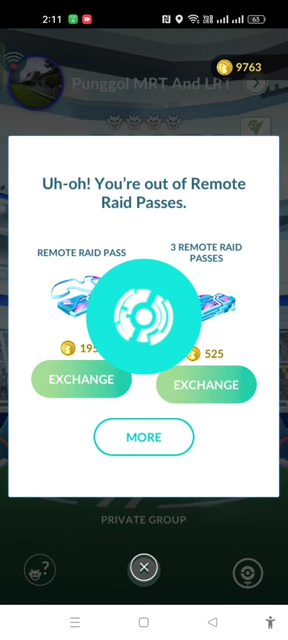 2:11
63
Punggol MRT And LRT
9763
Uh-oh! You’re out of Remote
Raid Passes.
REMOTE RAID PASS
3 REMOTE RAID
PASSES
525
EXCHANGE
EXCHANGE
MORE
PRIVATE GROUP